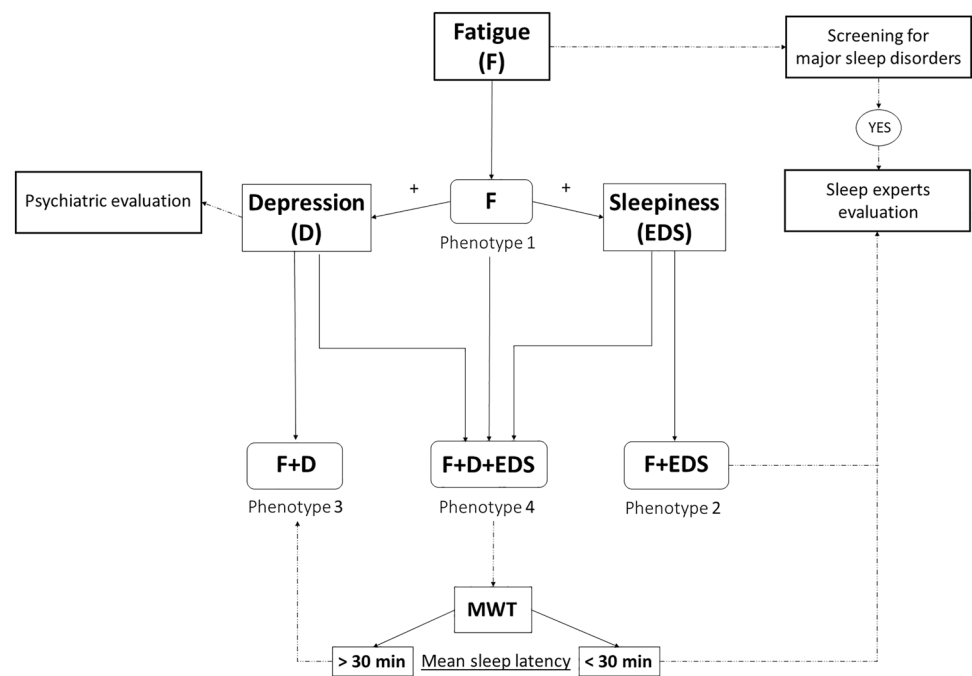 Fatigue
(F)
Screening for
major sleep disorders
YES
Psychiatric evaluation
Depression
(D)
+
F
Phenotype 1
+
Sleepiness
(EDS)
Sleep experts
evaluation
F+D
Phenotype 3
F+D+EDS
Phenotype 4
F+EDS
Phenotype 2
MWT
> 30 min
Mean sleep latency
< 30 min